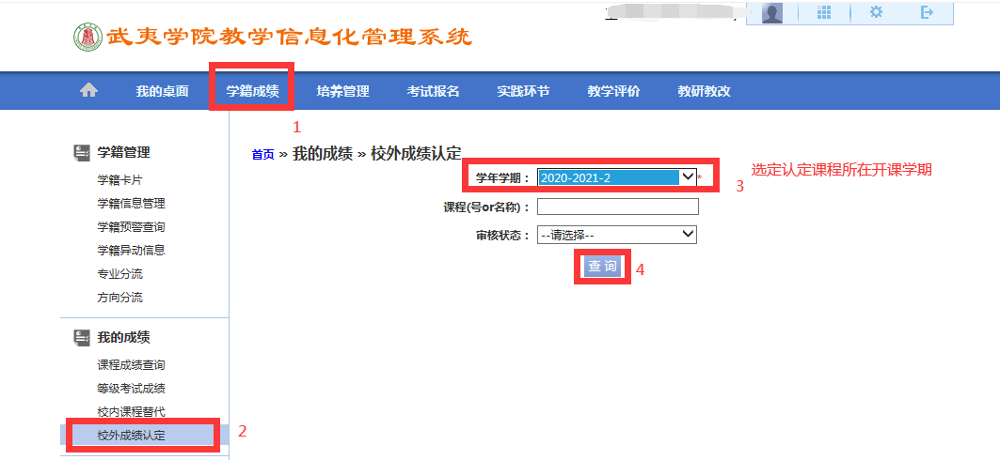 武夷学院教学信息化管理系统
我的桌面 学籍成绩 培养管理 考试报名 实践环节 教学评价 教研教改
1
学籍管理
学籍卡片
学籍信息管理
学籍预警查询
学籍异动信息
专业分流
方向分流
我的成绩
课程成绩查询
等级考试成绩
校内课程替代
校外成绩认定
2
首页 » 我的成绩 » 校外成绩认定
学年学期： 2020-2021-2 *
3 选定认定课程所在开课学期
课程(号or名称)：
审核状态： --请选择--
查 询
4